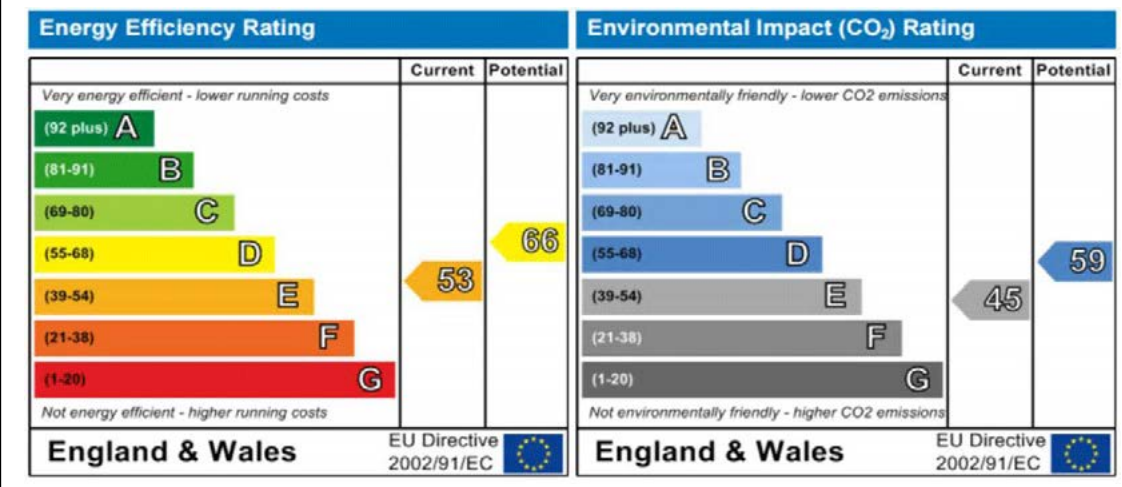 Energy Efficiency Rating
Current Potential
Very energy efficient - lower running costs
(92 plus) A
(81-91) B
(69-80) C
(55-68) D
(39-54) E
(21-38) F
(1-20) G
53
66
Not energy efficient - higher running costs
England & Wales
EU Directive
2002/91/EC
Environmental Impact (CO₂) Rating
Current Potential
Very environmentally friendly - lower CO2 emissions
(92 plus) A
(81-91) B
(69-80) C
(55-68) D
(39-54) E
(21-38) F
(1-20) G
45
59
Not environmentally friendly - higher CO2 emissions
England & Wales
EU Directive
2002/91/EC